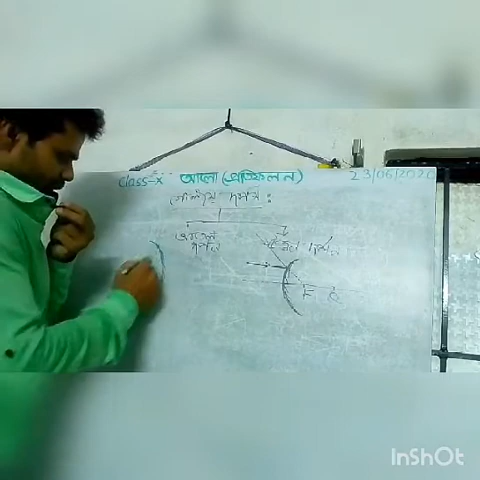 Class-X
আলো (প্রতিফলন)
23/06/2020
গোলীয় দর্পণ :
অবতল দর্পণ
উত্তল দর্পণ
F
InShOt